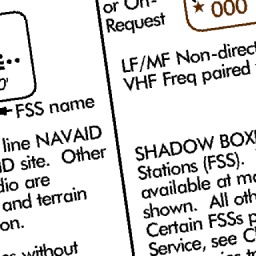 or On-
Request
★ 000
LF/MF Non-direct
VHF Freq paired
FSS name
line NAVAID
D site. Other
dio are
and terrain
on.
without
SHADOW BOX
Stations (FSS).
available at m
shown. All oth
Certain FSSs p
Service, see C